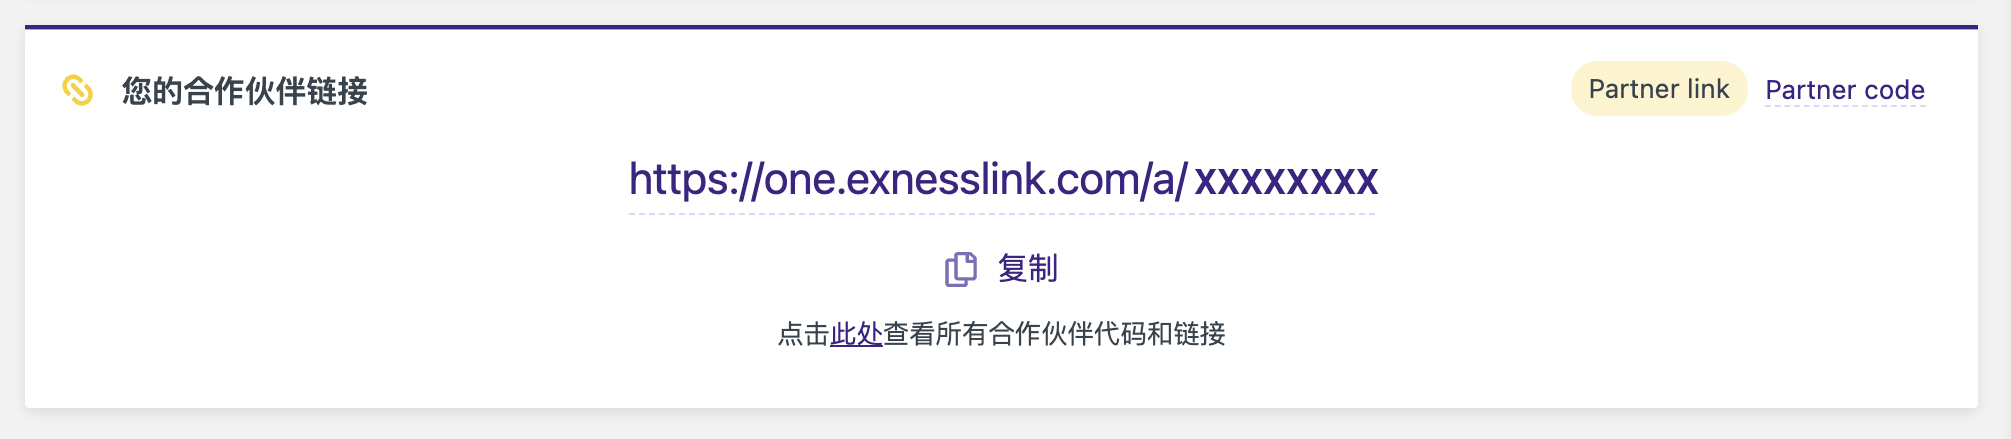 您的合作伙伴链接
Partner link
Partner code
https://one.exnesslink.com/a/xxxxxxxx
复制
点击此处查看所有合作伙伴代码和链接